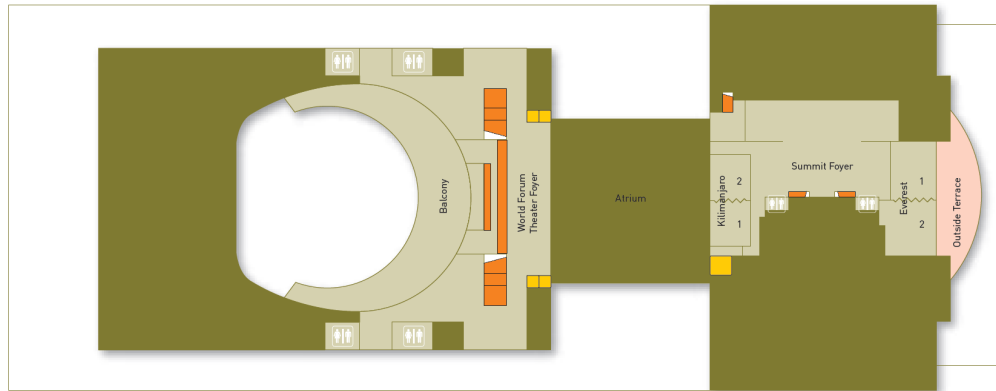 Balcony
World Forum
Theater Foyer
Atrium
Kilimanjaro
2
1
Summit Foyer
Everest
1
2
Outside Terrace